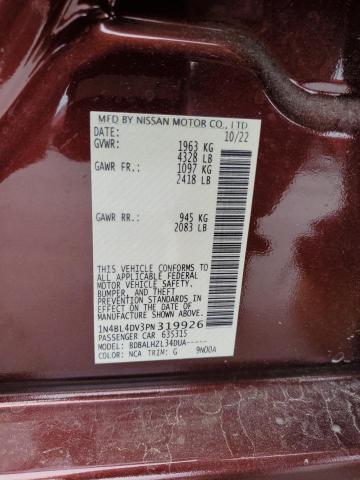 MFD BY NISSAN MOTOR CO., LTD
DATE: 10/22
GVWR: 1963 KG
4328 LB
GAWR FR.: 1097 KG
2418 LB
GAWR RR.: 945 KG
2083 LB
THIS VEHICLE CONFORMS
TO ALL APPLICABLE FEDERAL
MOTOR VEHICLE SAFETY,
BUMPER, AND THEFT
PREVENTION STANDARDS
IN EFFECT ON THE DATE OF
MANUFACTURE SHOWN ABOVE.
1N4BL4DV3PN319926
PASSENGER CAR 635315
MODEL: BDBALHZL34DUA-----
COLOR: NCA TRIM: G 9N00A